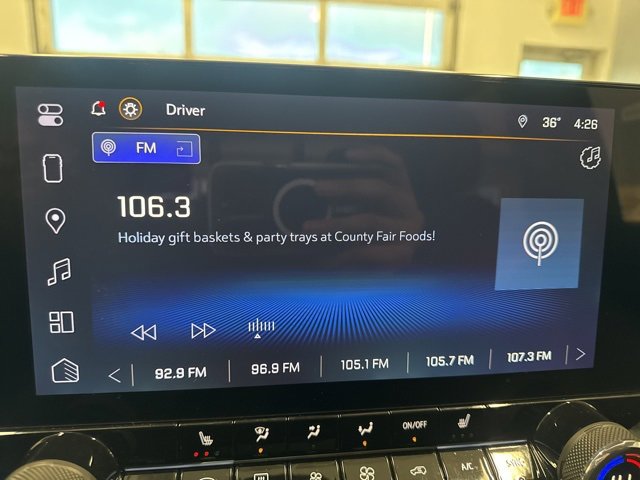 Driver
36° 4:26
FM
106.3
Holiday gift baskets & party trays at County Fair Foods!
92.9 FM 96.9 FM 105.1 FM 105.7 FM 107.3 FM
ON/OFF
A/C SYNC